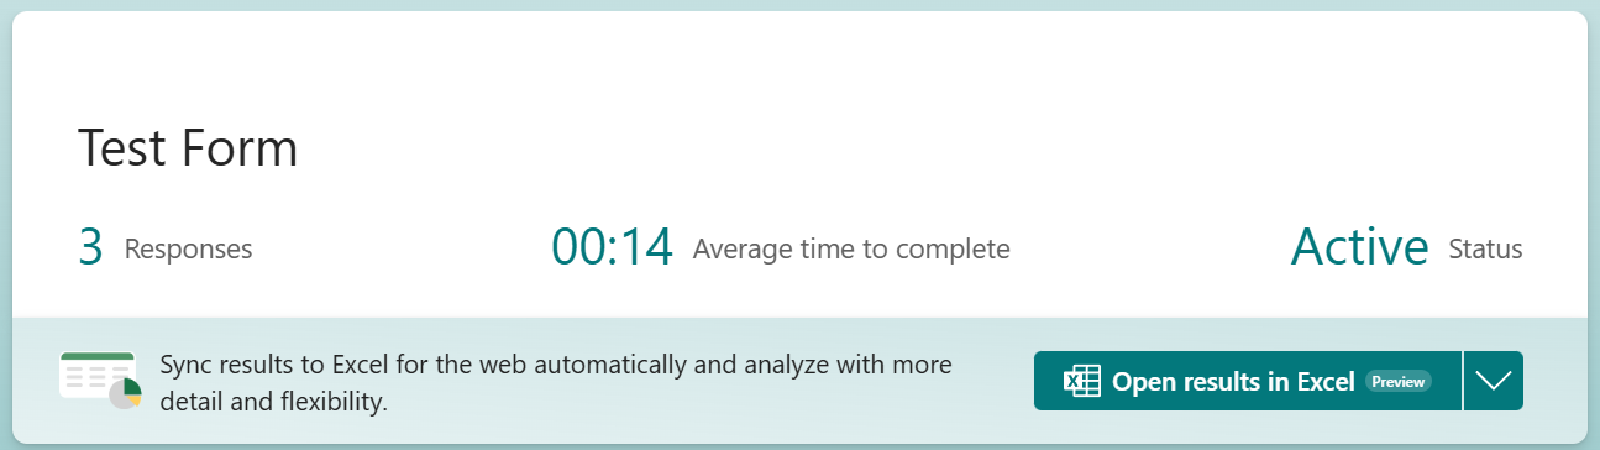 Test Form
3 Responses
00:14 Average time to complete
Active Status
Sync results to Excel for the web automatically and analyze with more
detail and flexibility.
Open results in Excel Preview